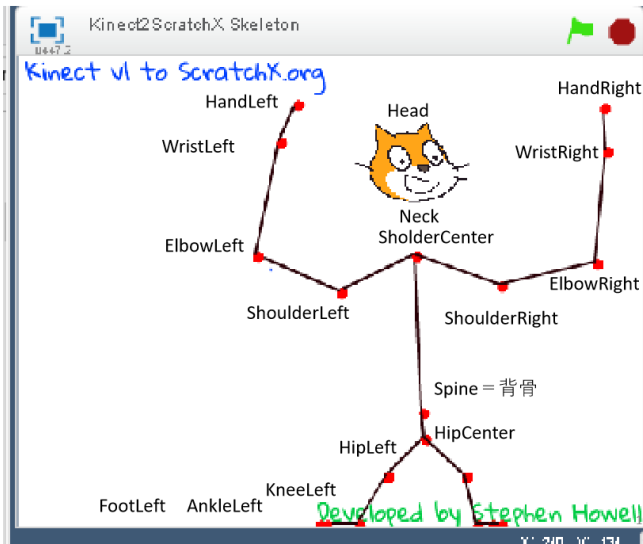 Kinect2ScratchX Skeleton
Kinect v1 to ScratchX.org
HandLeft
HandRight
Head
WristLeft
WristRight
Neck
SholderCenter
ElbowLeft
ElbowRight
ShoulderLeft
ShoulderRight
Spine＝背骨
HipCenter
HipLeft
KneeLeft
FootLeft
AnkleLeft
Developed by Stephen Howell